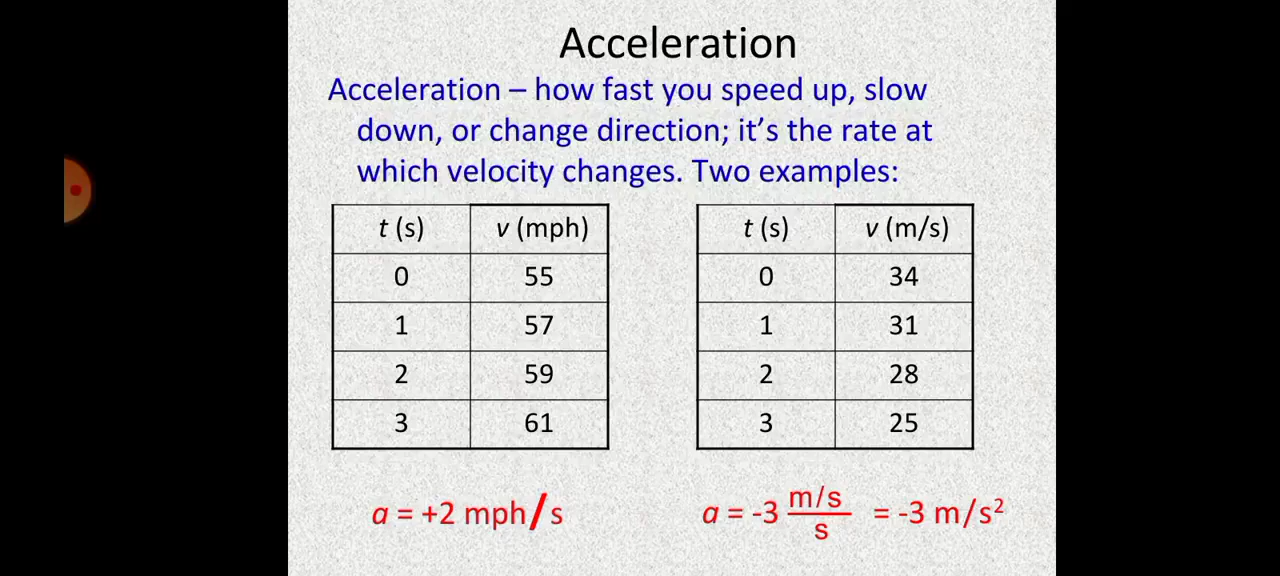 Acceleration
Acceleration – how fast you speed up, slow
down, or change direction; it’s the rate at
which velocity changes. Two examples:
t (s) v (mph)
0 55
1 57
2 59
3 61
t (s) v (m/s)
0 34
1 31
2 28
3 25
a = +2 mph/s
a = -3 m/s/s = -3 m/s²